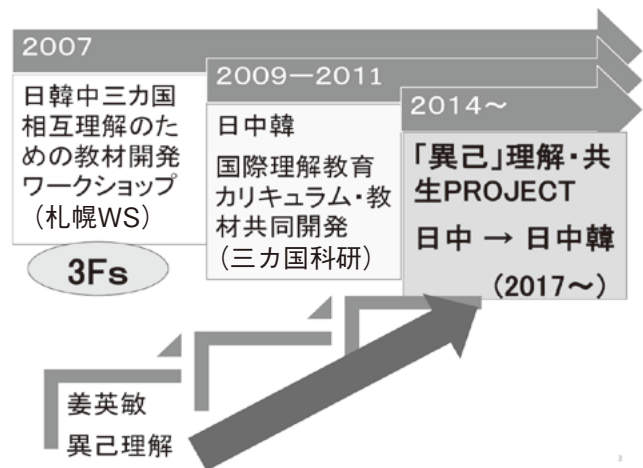 2007
日韓中三カ国
相互理解のた
めの教材開発
ワークショップ
（札幌WS）
3Fs
2009－2011
日中韓
国際理解教育
カリキュラム・教
材共同開発
（三カ国科研）
2014～
「異己」理解・共
生PROJECT
日中 → 日中韓
（2017～）
姜英敏
異己理解
3